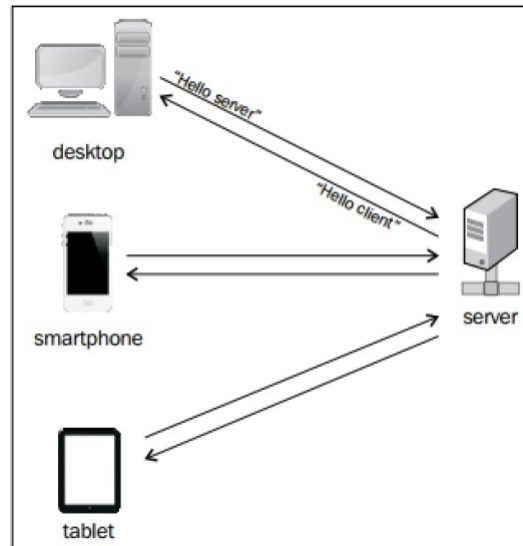 "Hello server"
desktop
"Hello client"
smartphone
server
tablet